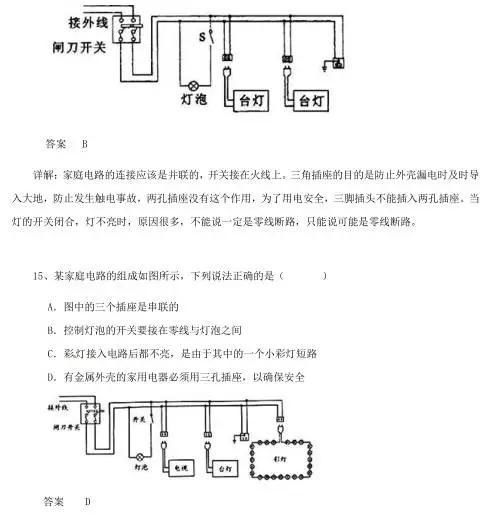 接外线
闸刀开关
S
灯泡
台灯
台灯
答案 B
详解:家庭电路的连接应该是并联的,开关接在火线上。三角插座的目的是防止外壳漏电时及时导
入大地,防止发生触电事故,两孔插座没有这个作用,为了用电安全,三脚插头不能插入两孔插座。当
灯的开关闭合,灯不亮时,原因很多,不能说一定是零线断路,只能说可能是零线断路。
15、某家庭电路的组成如图所示,下列说法正确的是( )
A. 图中的三个插座是串联的
B. 控制灯泡的开关要接在零线与灯泡之间
C. 彩灯接入电路后都不亮,是由于其中的一个小彩灯短路
D. 有金属外壳的家用电器必须用三孔插座,以确保安全
接外线
闸刀开关
开关
灯泡
电视
台灯
彩灯
答案 D